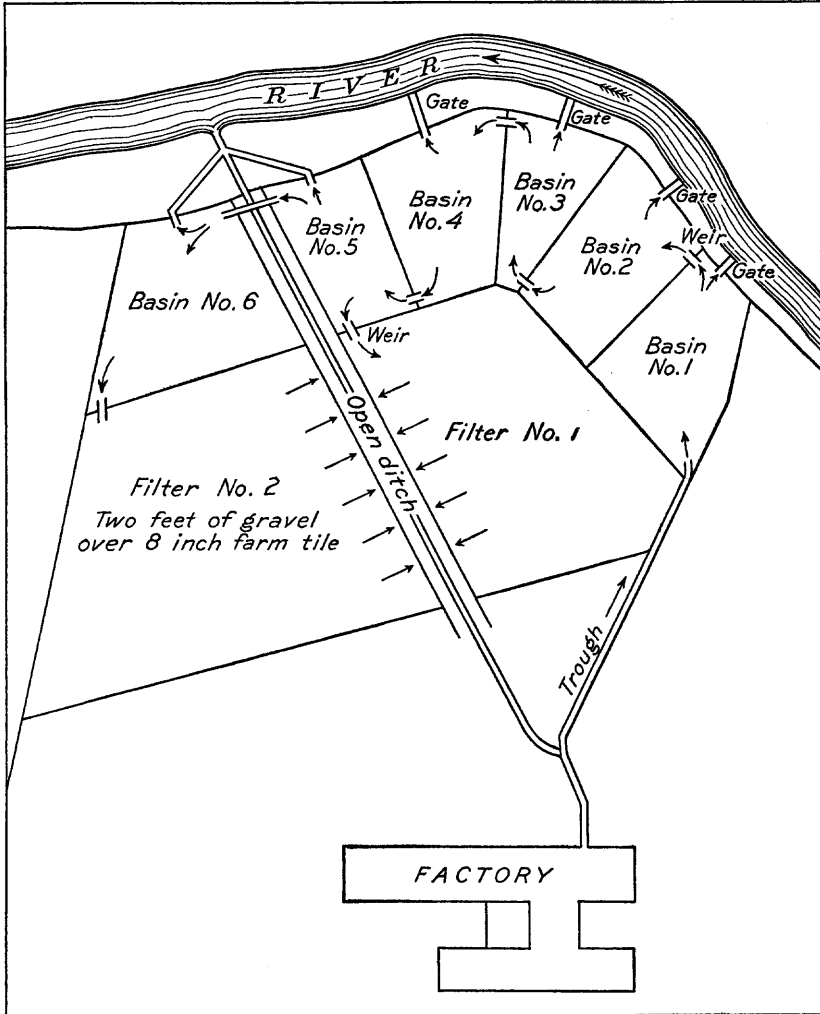 RIVER
Gate
Gate
Gate
Weir
Gate
Basin
No. 3
Basin
No. 4
Basin
No. 5
Basin
No. 2
Basin No. 6
Weir
Basin
No. 1
Open ditch
Filter No. 1
Filter No. 2
Two feet of gravel
over 8 inch farm tile
Trough
FACTORY